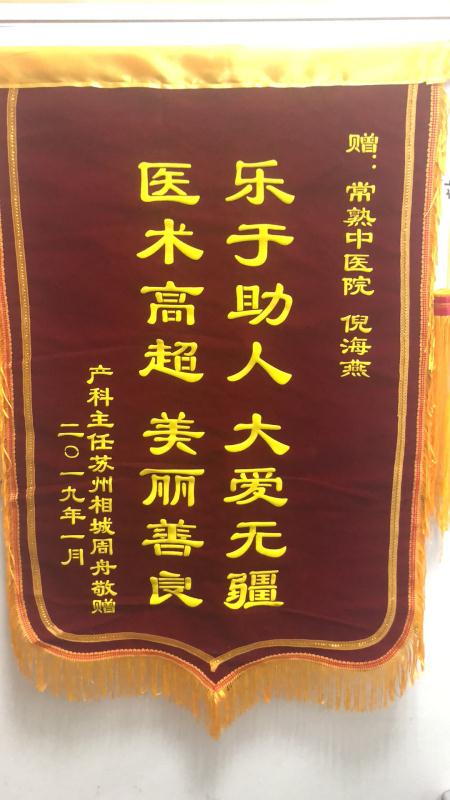 赠：常熟中医院 倪海燕
乐于助人 大爱无疆
医术高超 美丽善良
产科主任苏州相城周舟敬赠
二〇一九年一月